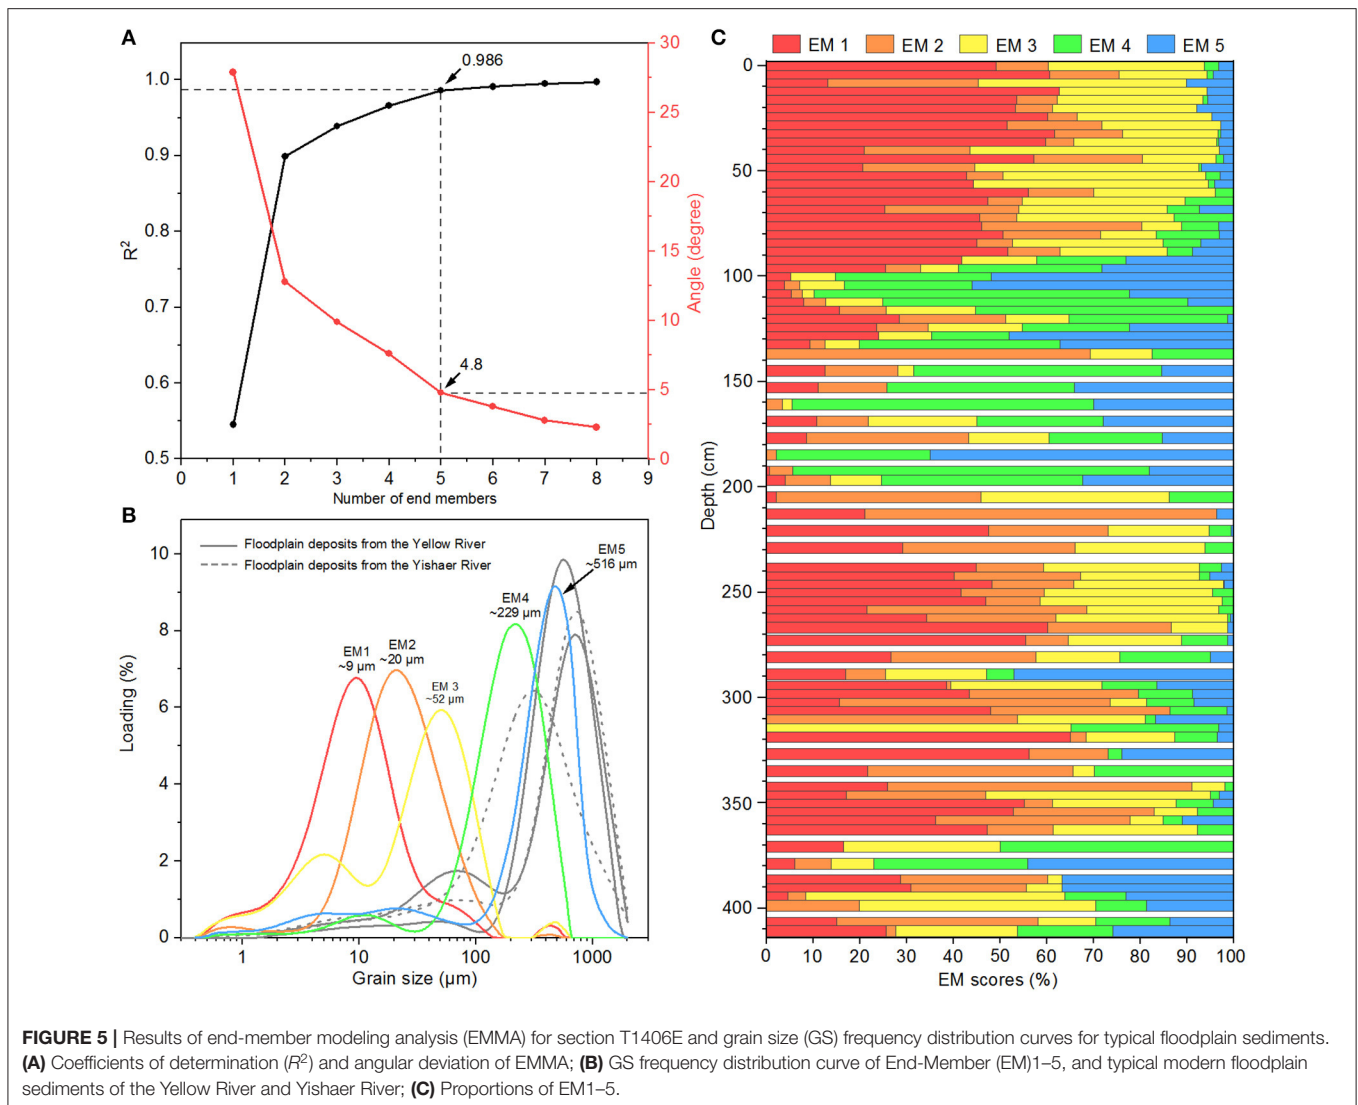 A
30
1.0
0.986
25
0.9
20
0.8
R²
15
Angle (degree)
0.7
10
4.8
0.6
5
0.5
0
0 1 2 3 4 5 6 7 8 9
Number of end members
B
Floodplain deposits from the Yellow River
Floodplain deposits from the Yishaer River
10
EM5
~516 µm
EM4
~229 µm
8
EM1
~9 µm
EM2
~20 µm
EM 3
~52 µm
6
Loading (%)
4
2
0
1 10 100 1000
Grain size (µm)
C
EM 1 EM 2 EM 3 EM 4 EM 5
0
50
100
150
200
Depth (cm)
250
300
350
400
0 10 20 30 40 50 60 70 80 90 100
EM scores (%)
FIGURE 5 | Results of end-member modeling analysis (EMMA) for section T1406E and grain size (GS) frequency distribution curves for typical floodplain sediments.
(A) Coefficients of determination (R²) and angular deviation of EMMA; (B) GS frequency distribution curve of End-Member (EM)1–5, and typical modern floodplain
sediments of the Yellow River and Yishaer River; (C) Proportions of EM1–5.